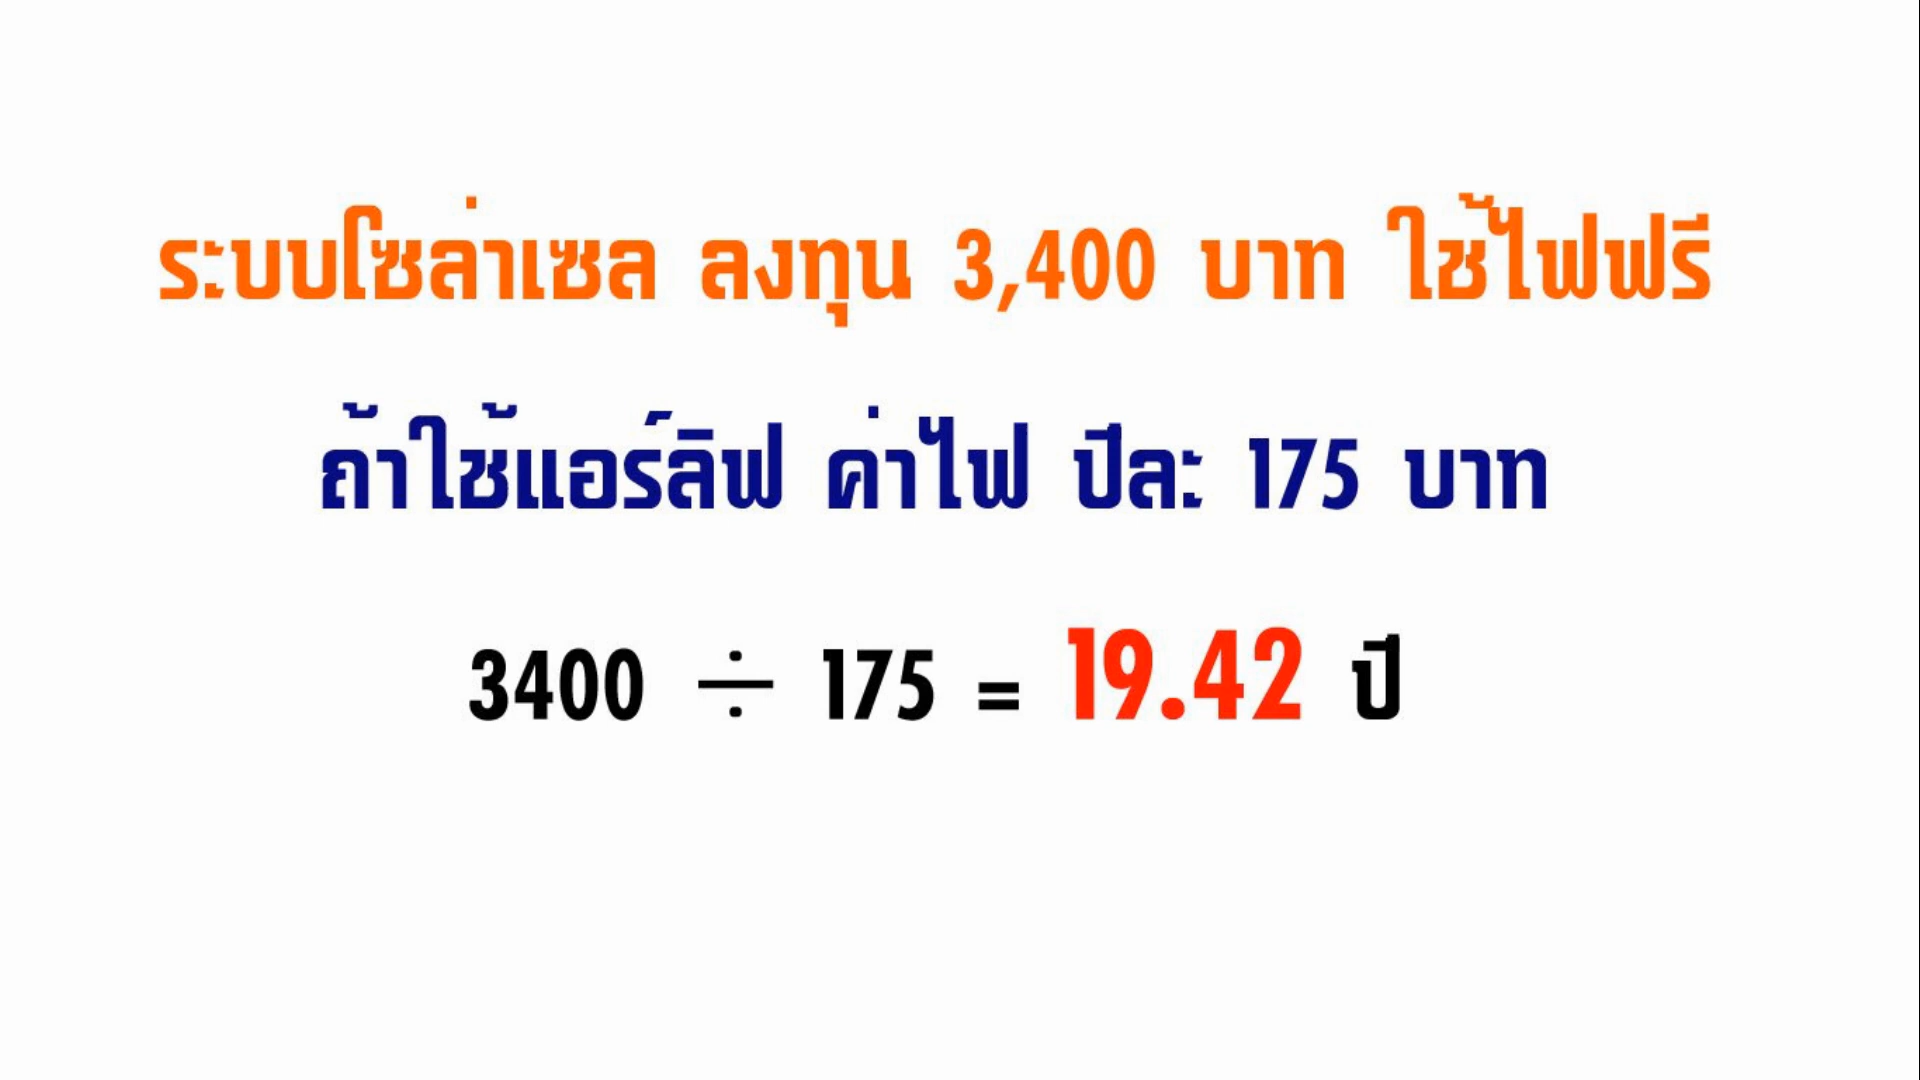 ระบบโซล่าเซล ลงทุน 3,400 บาท ใช้ไฟฟรี
ถ้าใช้แอร์ลิฟ ค่าไฟ ปีละ 175 บาท
3400 ÷ 175 = 19.42 ปี